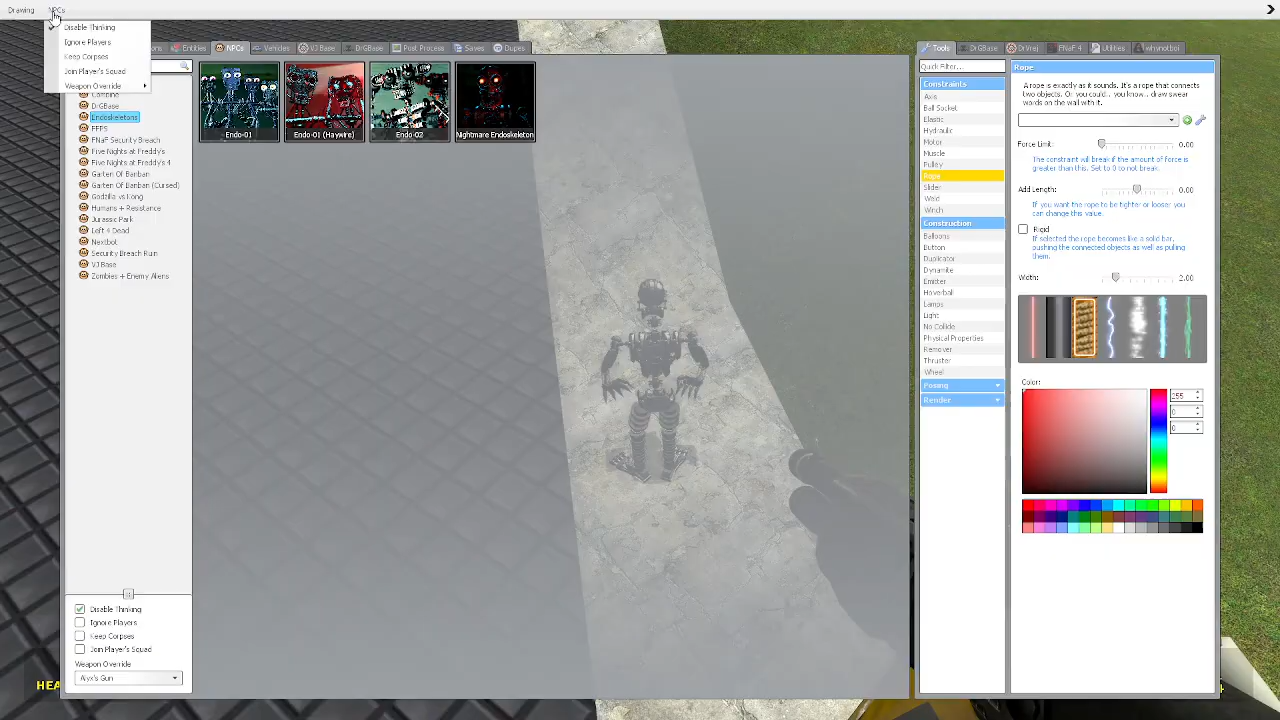 Drawing NPCs
Disable Thinking
Ignore Players
Keep Corpses
Join Player's Squad
Weapon Override
Entities NPCs Vehicles VJ Base DrGBase Post Process Saves Dupes
Combine
DrGBase
Endoskeletons
FFPS
FNaF Security Breach
Five Nights at Freddy's
Five Nights at Freddy's 4
Garten Of Banban
Garten Of Banban (Cursed)
Godzilla vs Kong
Humans + Resistance
Jurassic Park
Left 4 Dead
Nextbot
Security Breach Ruin
VJ Base
Zombies + Enemy Aliens
Endo-01 Endo-01 (Haywire) Endo-02 Nightmare Endoskeleton
Disable Thinking
Ignore Players
Keep Corpses
Join Player's Squad
Weapon Override
Alyx's Gun
Tools DrGBase DrVrej FNaF 4 Utilities whynotboi
Quick Filter...
Constraints
Axis
Ball Socket
Elastic
Hydraulic
Motor
Muscle
Pulley
Rope
Slider
Weld
Winch
Construction
Balloons
Button
Duplicator
Dynamite
Emitter
Hoverball
Lamps
Light
No Collide
Physical Properties
Remover
Thruster
Wheel
Posing
Render
Rope
A rope is exactly as it sounds. It's a rope that connects
two objects. Or you could... you know... draw swear
words on the wall with it.
Force Limit: 0.00
The constraint will break if the amount of force is
greater than this. Set to 0 to not break.
Add Length: 0.00
If you want the rope to be tighter or looser you
can change this value.
Rigid
If selected the rope becomes like a solid bar,
pushing the connected objects as well as pulling
them.
Width: 2.00
Color:
255
0
0